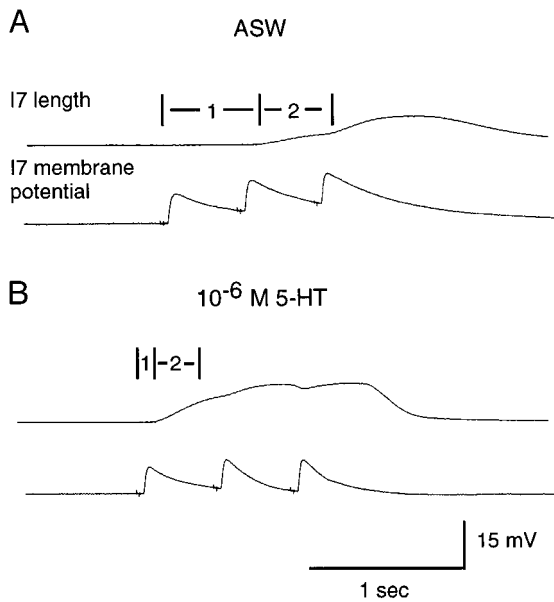 A
ASW
I7 length
1 2
I7 membrane
potential
B
10⁻⁶ M 5-HT
1 2
15 mV
1 sec